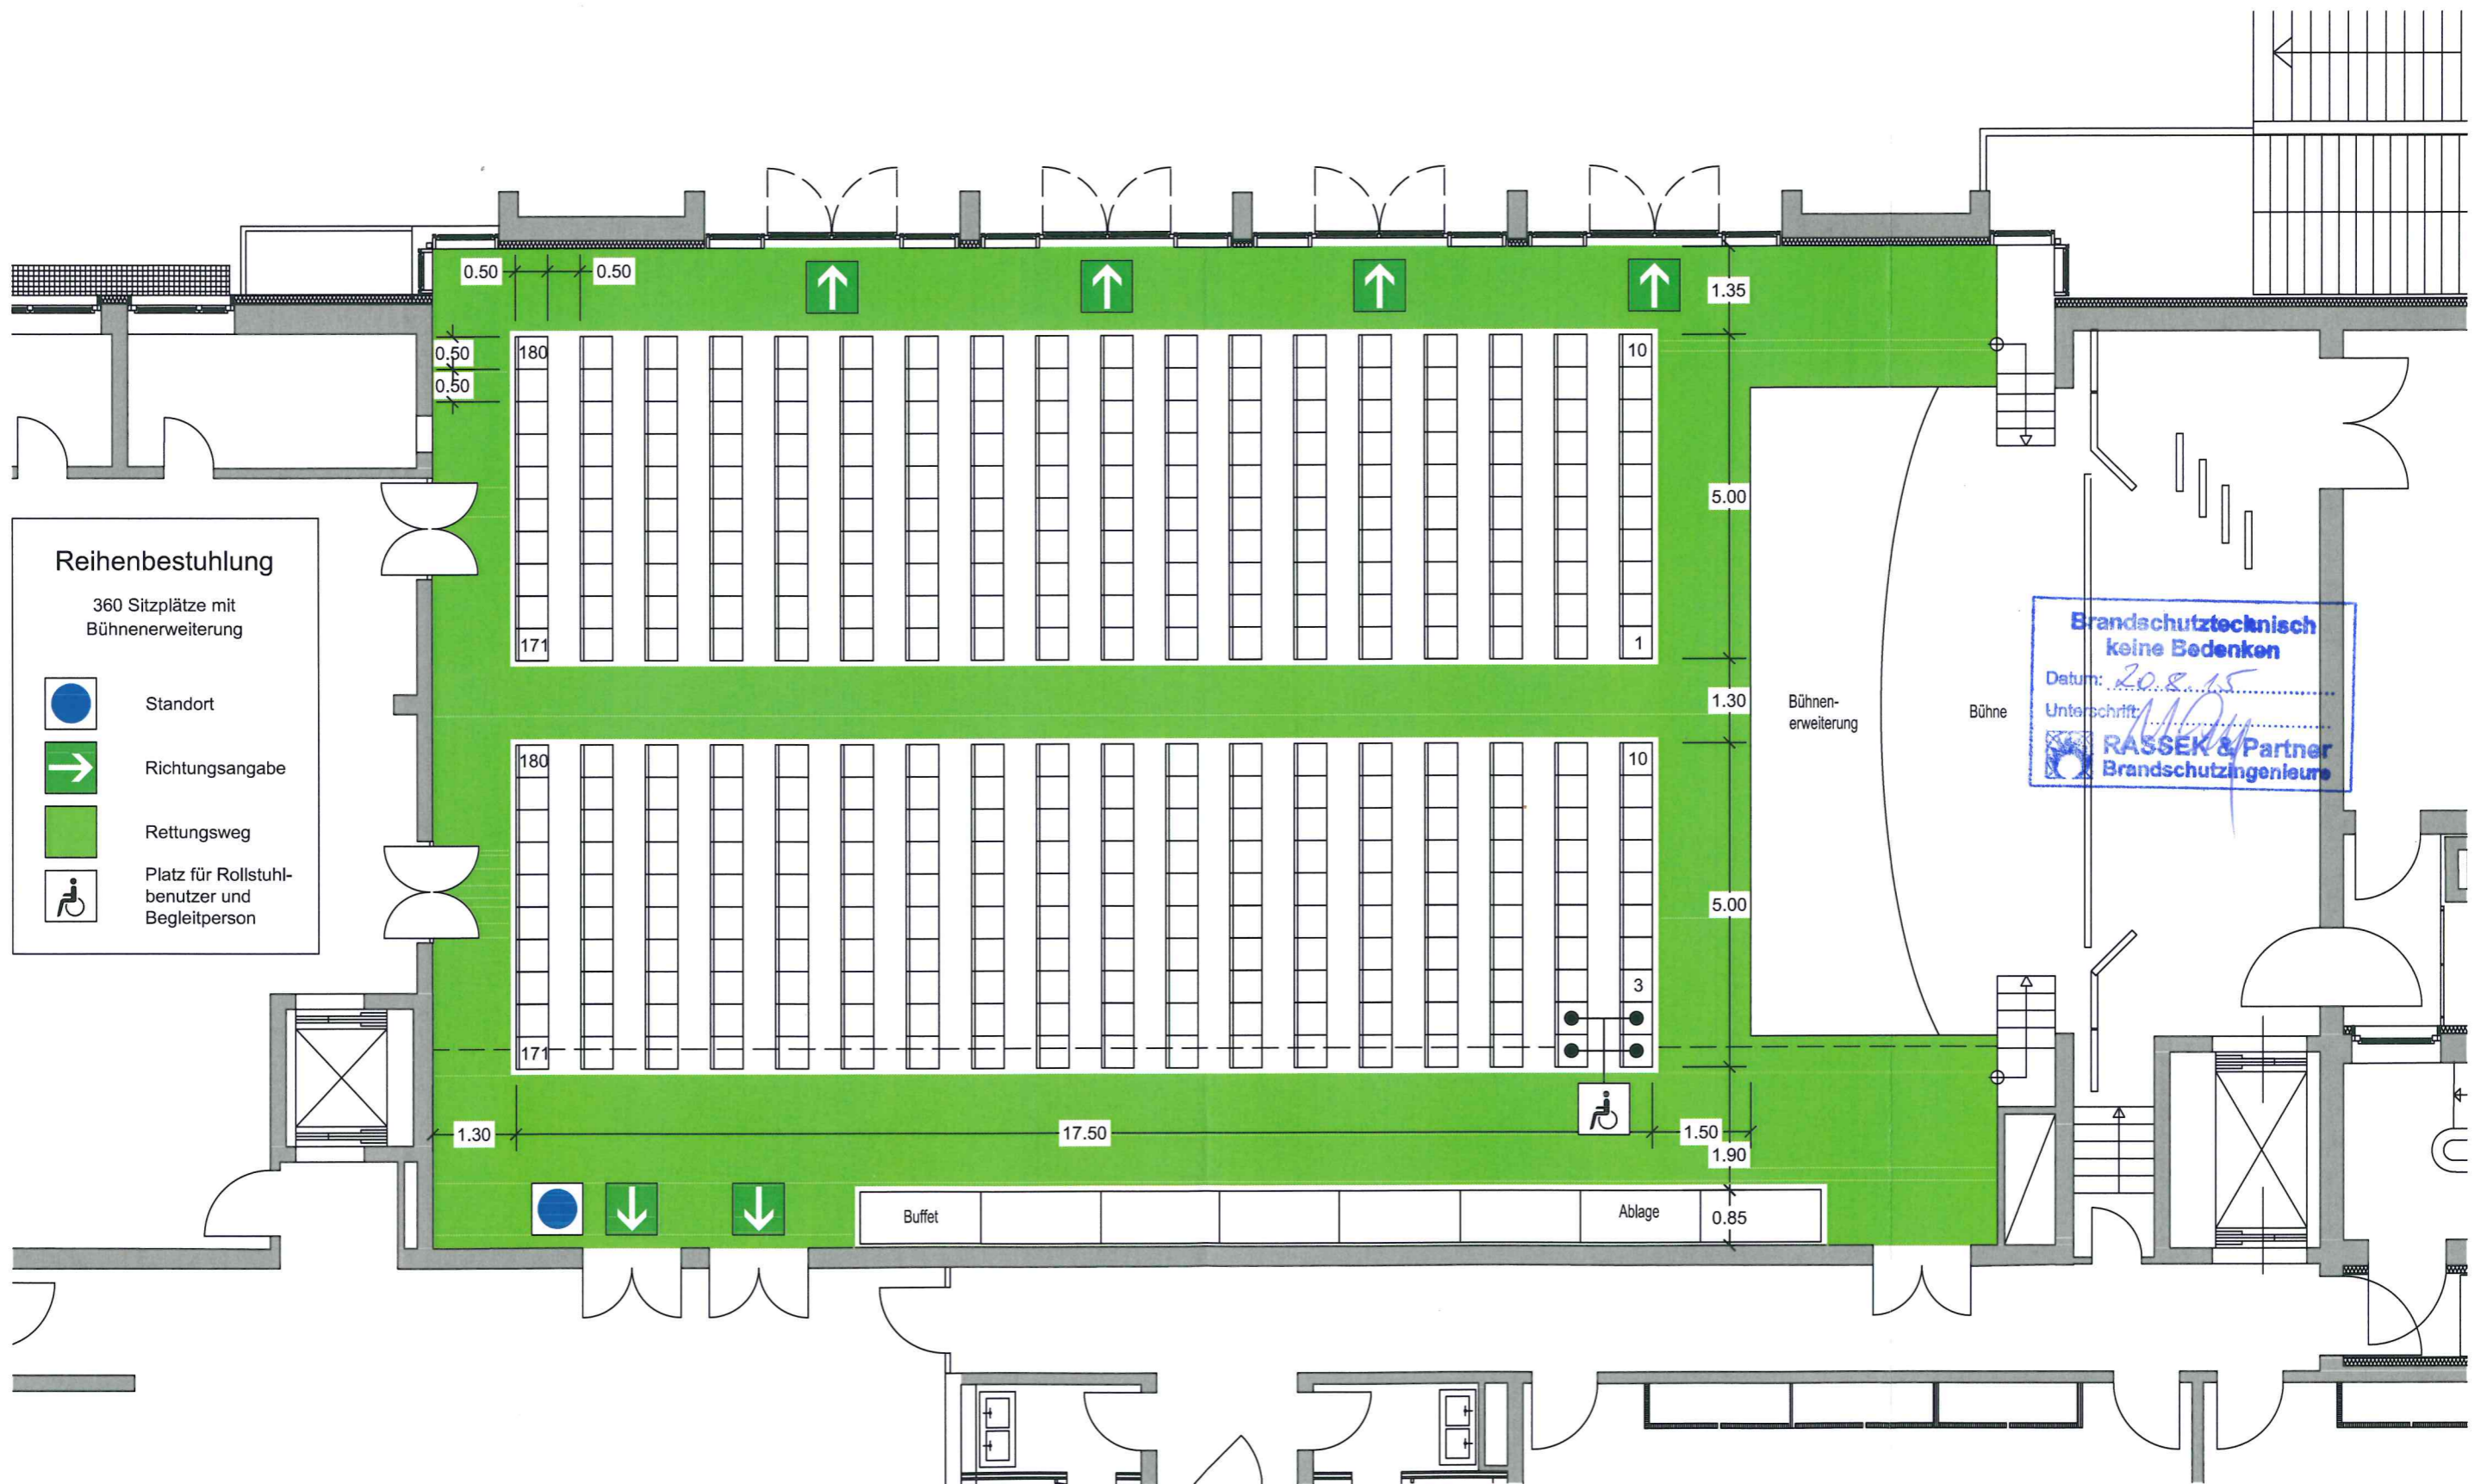 0.50
0.50
1.35
0.50
0.50
180
10
5.00
171
1
Reihenbestuhlung
360 Sitzplätze mit
Bühnenerweiterung
Standort
Richtungsangabe
Rettungsweg
Platz für Rollstuhl-
benutzer und
Begleitperson
1.30
Bühnen-
erweiterung
Bühne
Brandschutztechnisch
keine Bedenken
Datum: 20.8.15
Unterschrift:
RASSEK & Partner
Brandschutzingenieure
180
10
5.00
3
171
1.30
17.50
1.50
1.90
Buffet
Ablage
0.85